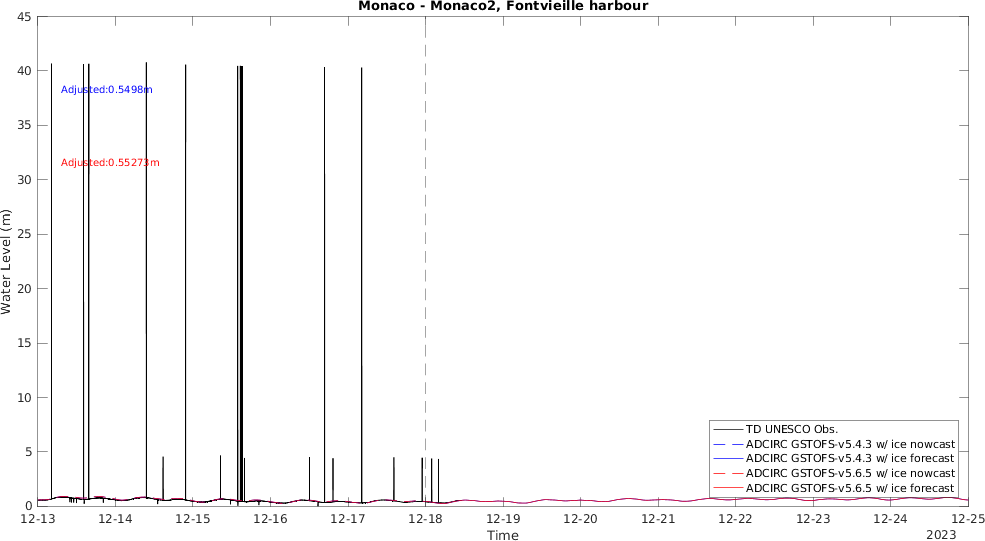 Monaco - Monaco2, Fontvieille harbour
45
40
35
30
25
20
15
10
5
0
Water Level (m)
Adjusted:0.5498m
Adjusted:0.55273m
TD UNESCO Obs.
ADCIRC GSTOFS-v5.4.3 w/ ice nowcast
ADCIRC GSTOFS-v5.4.3 w/ ice forecast
ADCIRC GSTOFS-v5.6.5 w/ ice nowcast
ADCIRC GSTOFS-v5.6.5 w/ ice forecast
12-13 12-14 12-15 12-16 12-17 12-18 12-19 12-20 12-21 12-22 12-23 12-24 12-25
Time
2023